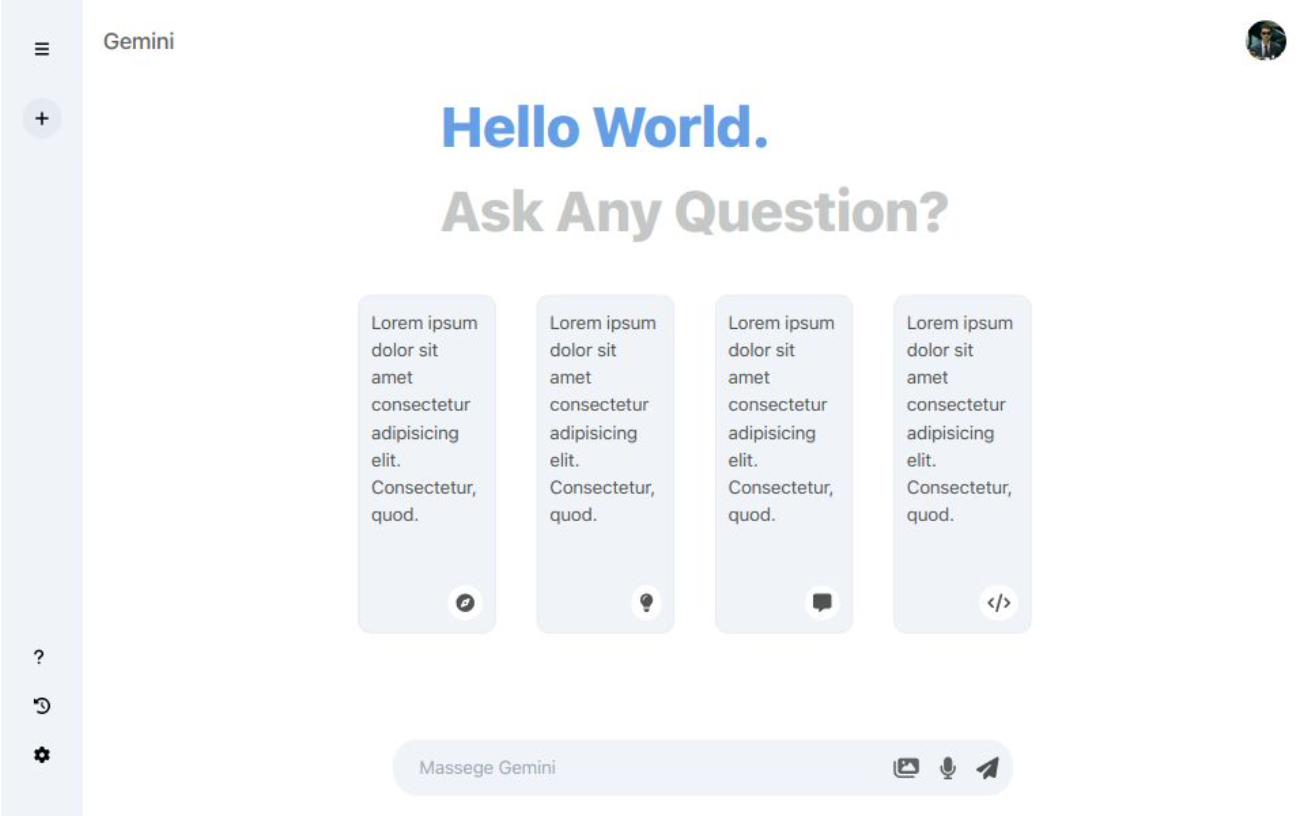 Gemini
Hello World.
Ask Any Question?
Lorem ipsum
dolor sit
amet
consectetur
adipisicing
elit.
Consectetur,
quod.
Lorem ipsum
dolor sit
amet
consectetur
adipisicing
elit.
Consectetur,
quod.
Lorem ipsum
dolor sit
amet
consectetur
adipisicing
elit.
Consectetur,
quod.
Lorem ipsum
dolor sit
amet
consectetur
adipisicing
elit.
Consectetur,
quod.
Massege Gemini